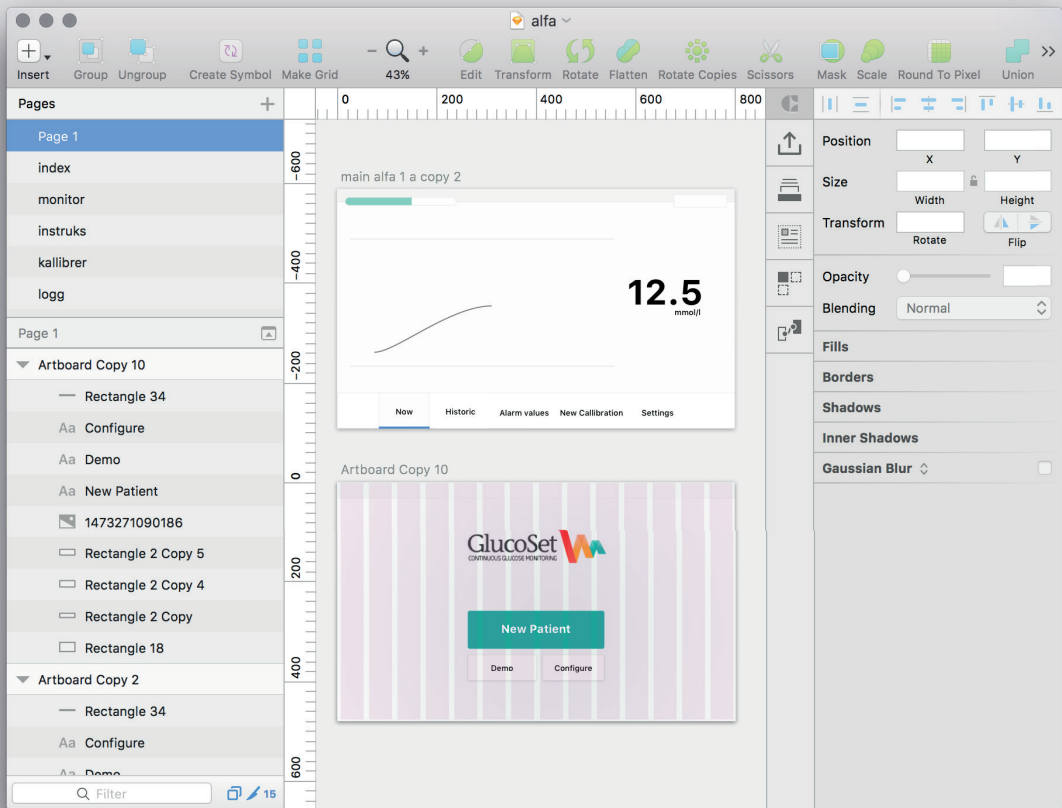 alfa
Insert Group Ungroup Create Symbol Make Grid 43% Edit Transform Rotate Flatten Rotate Copies Scissors Mask Scale Round To Pixel Union
Pages
Page 1
index
monitor
instruks
kallibrer
logg
Page 1
Artboard Copy 10
Rectangle 34
Aa Configure
Aa Demo
Aa New Patient
1473271090186
Rectangle 2 Copy 5
Rectangle 2 Copy 4
Rectangle 2 Copy
Rectangle 18
Artboard Copy 2
Rectangle 34
Aa Configure
Aa Demo
Filter
15
0 200 400 600 800
-600
-400
-200
0
200
400
600
main alfa 1 a copy 2
12.5
mmol/l
Now Historic Alarm values New Callibration Settings
Artboard Copy 10
GlucoSet
CONTINUOUS GLUCOSE MONITORING
New Patient
Demo Configure
Position
X Y
Size
Width Height
Transform
Rotate Flip
Opacity
Blending Normal
Fills
Borders
Shadows
Inner Shadows
Gaussian Blur